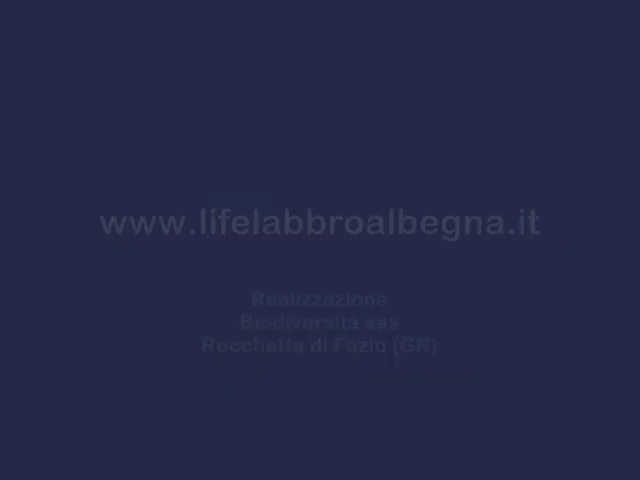 www.lifelabbroalbegna.it
Realizzazione
Biodiversità sas
Rocchette di Fazio (GR)